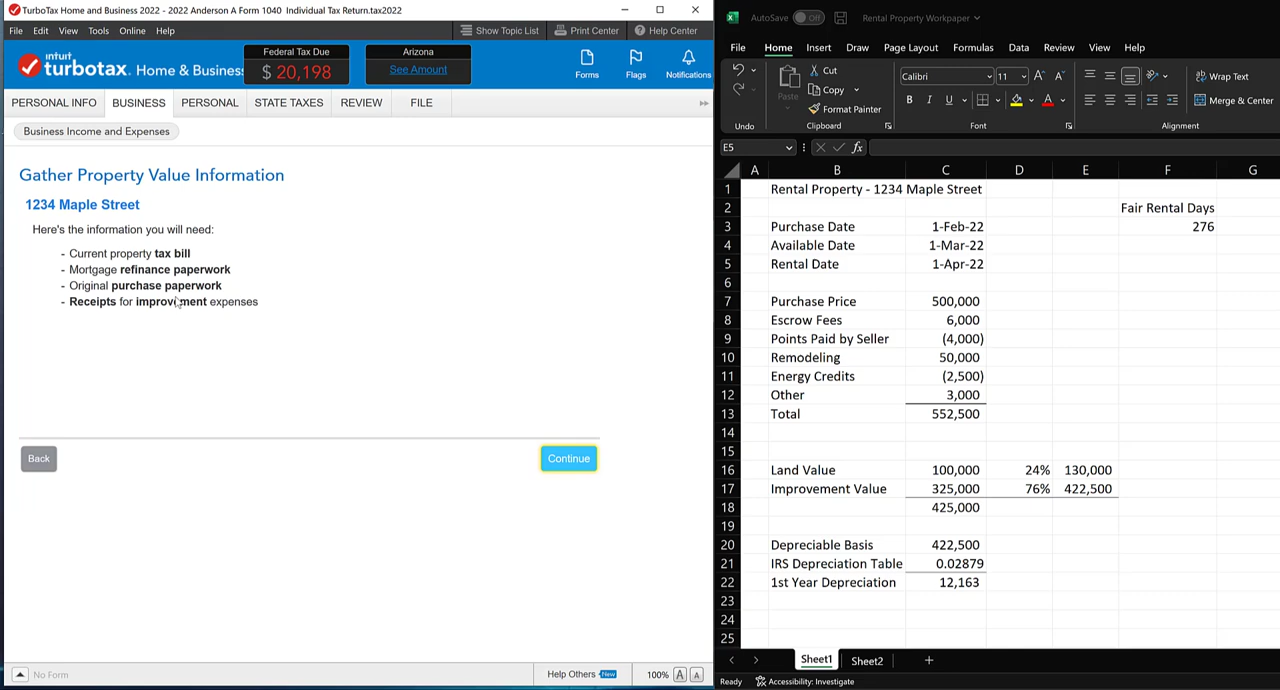 TurboTax Home and Business 2022 - 2022 Anderson A Form 1040 Individual Tax Return.tax2022
File Edit View Tools Online Help
Show Topic List Print Center Help Center
intuit turbotax. Home & Busines
Federal Tax Due
$ 20,198
Arizona
See Amount
Forms Flags Notifications
PERSONAL INFO BUSINESS PERSONAL STATE TAXES REVIEW FILE
Business Income and Expenses
Gather Property Value Information
1234 Maple Street
Here's the information you will need:
- Current property tax bill
- Mortgage refinance paperwork
- Original purchase paperwork
- Receipts for improvement expenses
Back Continue
No Form Help Others New 100% A A
AutoSave Off Rental Property Workpaper
File Home Insert Draw Page Layout Formulas Data Review View Help
Undo
Paste
Cut
Copy
Format Painter
Clipboard
Calibri 11 A A
B I U A
Font
ab Wrap Text
Merge & Center
Alignment
E5 fx
A B C D E F G
1 Rental Property - 1234 Maple Street
2 Fair Rental Days
3 Purchase Date 1-Feb-22 276
4 Available Date 1-Mar-22
5 Rental Date 1-Apr-22
6
7 Purchase Price 500,000
8 Escrow Fees 6,000
9 Points Paid by Seller (4,000)
10 Remodeling 50,000
11 Energy Credits (2,500)
12 Other 3,000
13 Total 552,500
14
15
16 Land Value 100,000 24% 130,000
17 Improvement Value 325,000 76% 422,500
18 425,000
19
20 Depreciable Basis 422,500
21 IRS Depreciation Table 0.02879
22 1st Year Depreciation 12,163
23
24
25
Sheet1 Sheet2 +
Ready Accessibility: Investigate